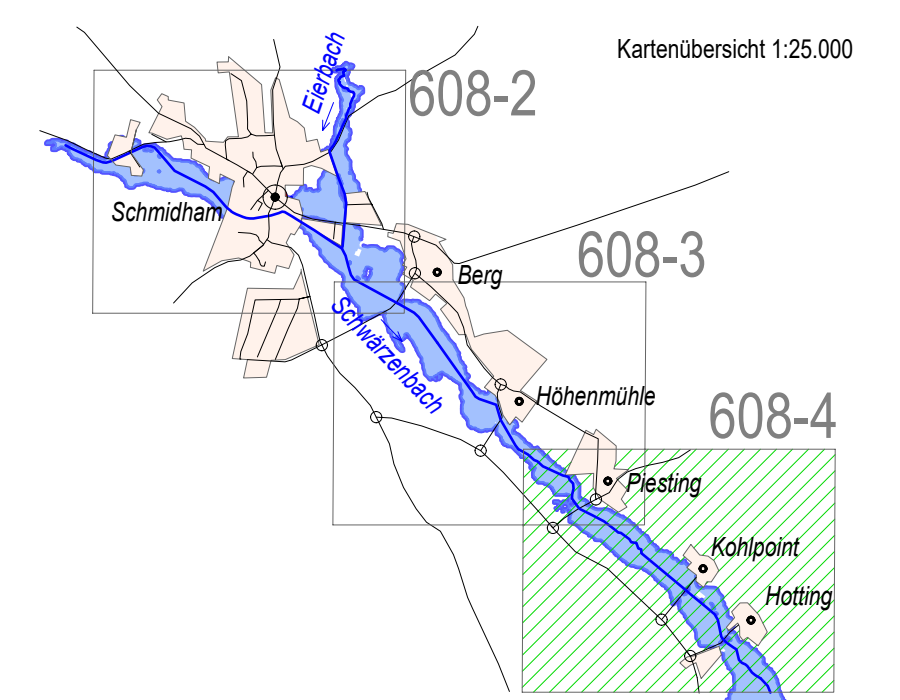 Kartenübersicht 1:25.000
Eierbach
608-2
Schmidham
608-3
Berg
Schwärzenbach
Höhenmühle
608-4
Piesting
Kohlpoint
Hotting